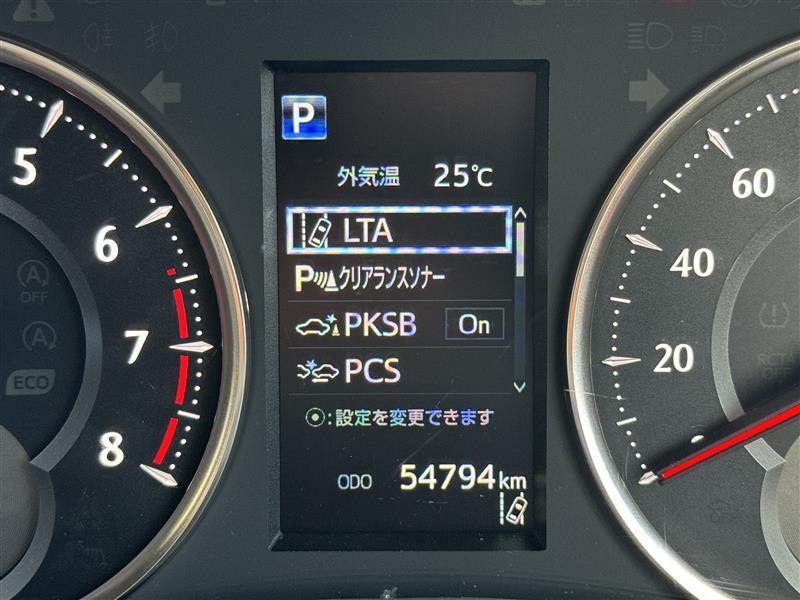 P
外気温 25℃
LTA
Pクリアランスソナー
PKSB On
PCS
:設定を変更できます
ODO 54794km
5
6
7
8
A
OFF
A
ECO
60
40
20
RCTA
OFF